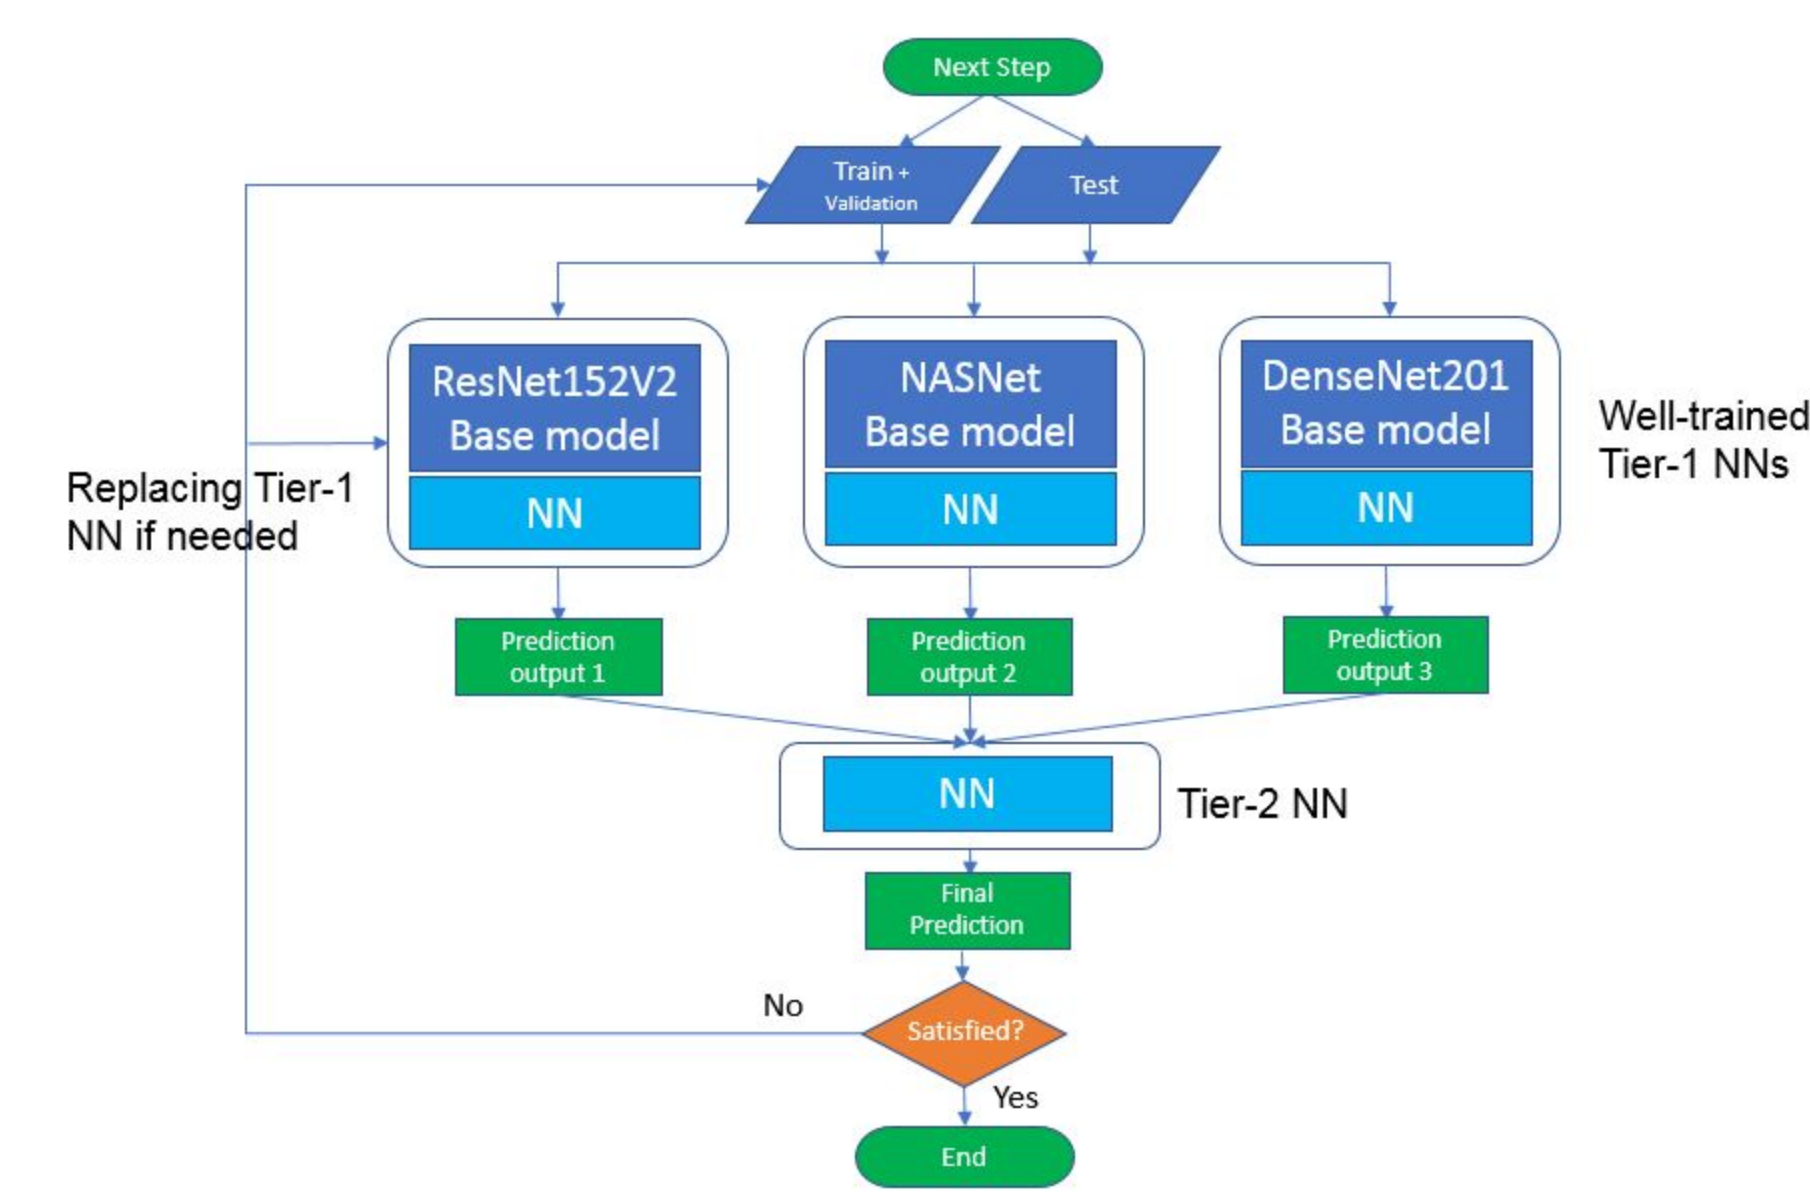 Next Step
Train +
Validation
Test
ResNet152V2
Base model
NN
NASNet
Base model
NN
DenseNet201
Base model
NN
Well-trained
Tier-1 NNs
Replacing Tier-1
NN if needed
Prediction
output 1
Prediction
output 2
Prediction
output 3
NN
Tier-2 NN
Final
Prediction
No
Satisfied?
Yes
End